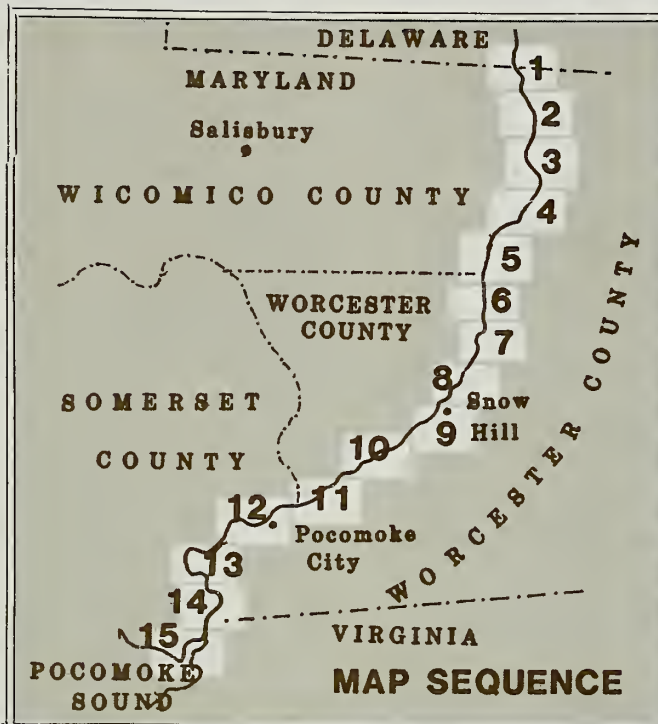 DELAWARE
1
MARYLAND
2
Salisbury
3
WICOMICO COUNTY
4
5
WORCESTER
COUNTY
6
7
WORCESTER COUNTY
8
Snow
Hill
9
SOMERSET
COUNTY
10
11
12
Pocomoke
City
13
14
15
VIRGINIA
POCOMOKE
SOUND
MAP SEQUENCE